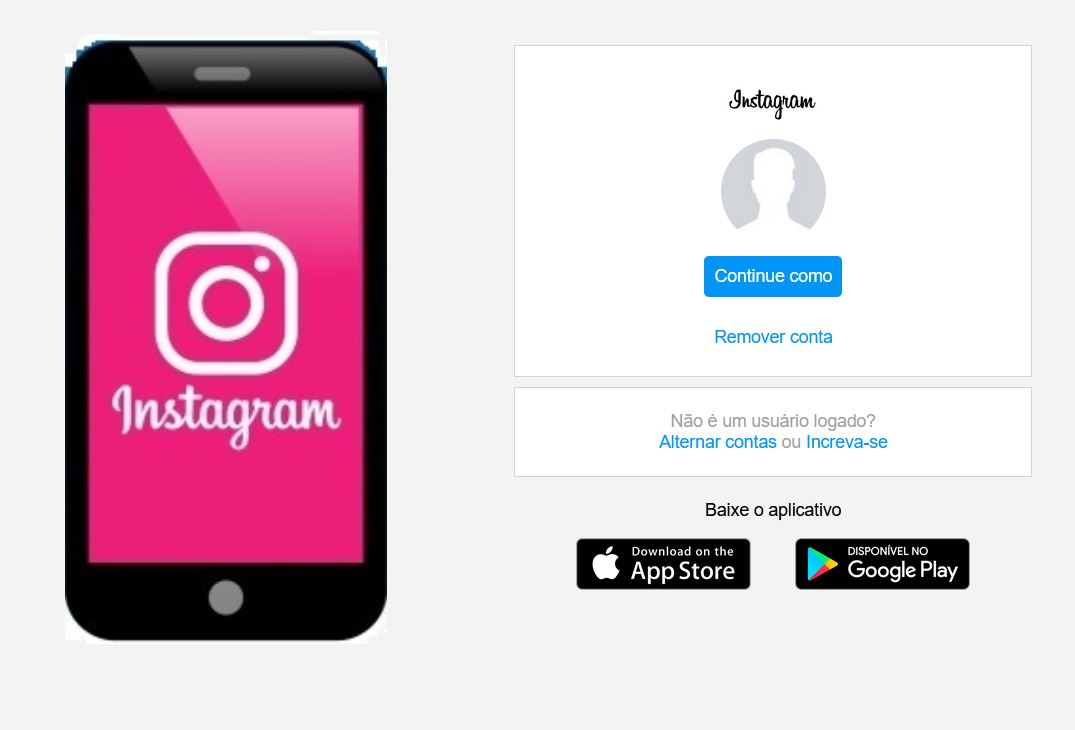 Instagram
Instagram
Continue como
Remover conta
Não é um usuário logado?
Alternar contas ou Increva-se
Baixe o aplicativo
Download on the
App Store
DISPONÍVEL NO
Google Play